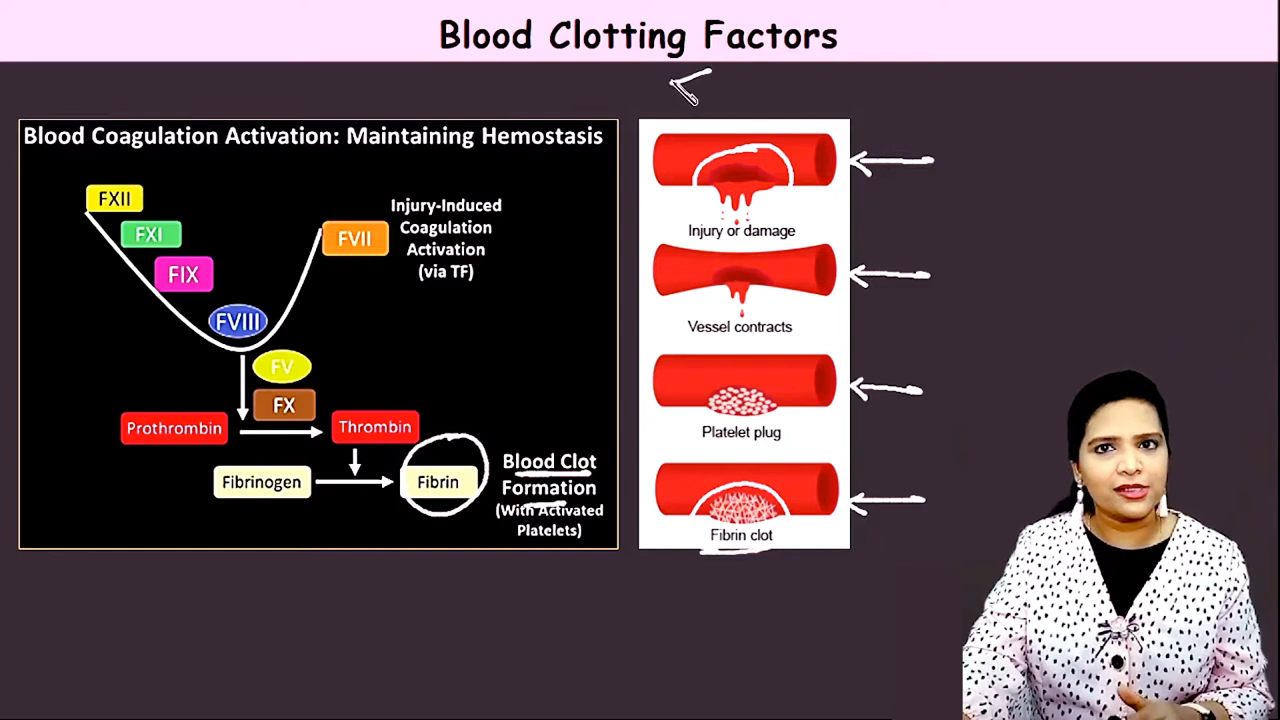 Blood Clotting Factors
Blood Coagulation Activation: Maintaining Hemostasis
FXII
FXI
FIX
FVIII
FVII
Injury-Induced
Coagulation
Activation
(via TF)
FV
FX
Prothrombin
Thrombin
Fibrinogen
Fibrin
Blood Clot
Formation
(With Activated
Platelets)
Injury or damage
Vessel contracts
Platelet plug
Fibrin clot